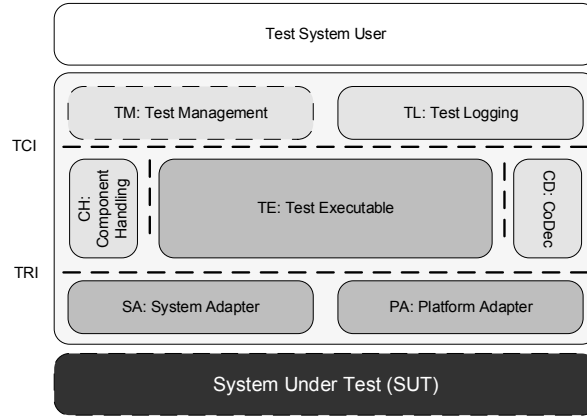 Test System User
TM: Test Management
TL: Test Logging
TCI
CH:
Component
Handling
TE: Test Executable
CD: CoDec
TRI
SA: System Adapter
PA: Platform Adapter
System Under Test (SUT)